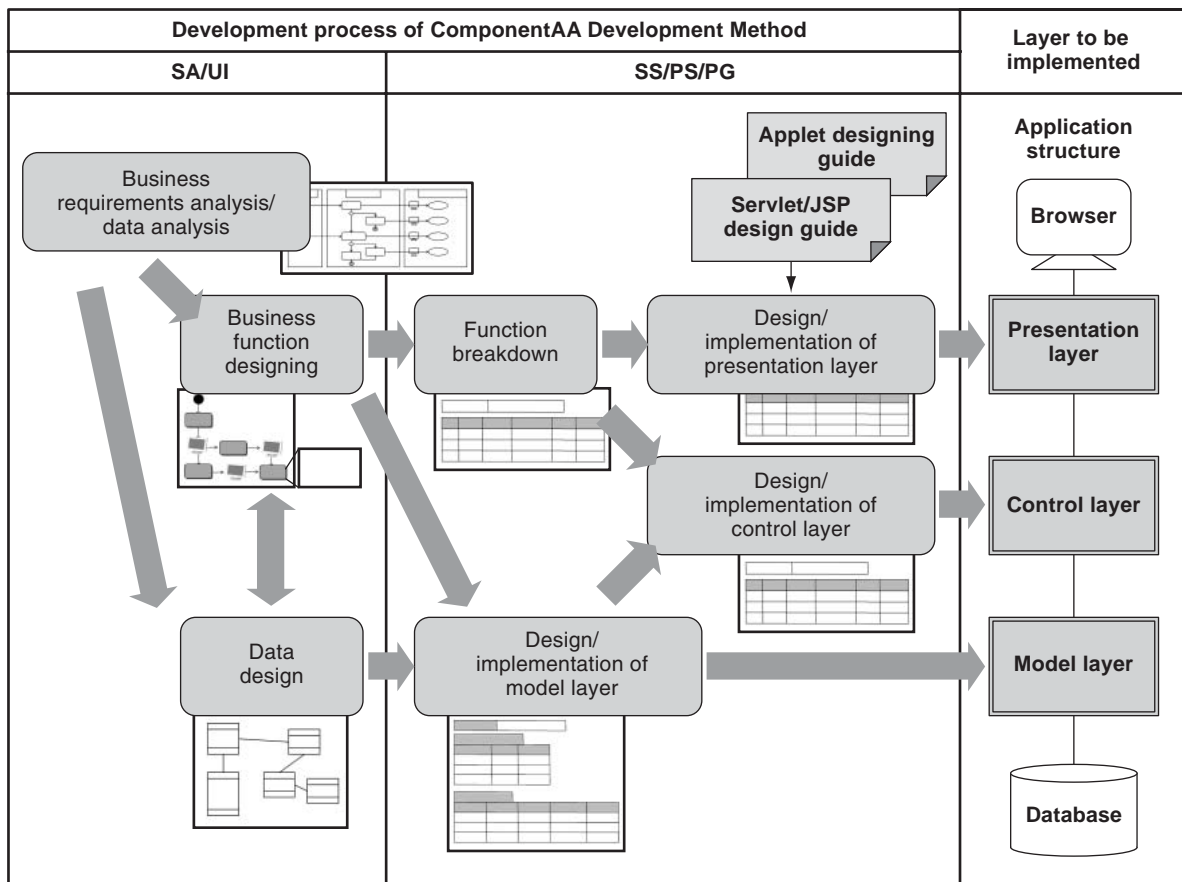 Development process of ComponentAA Development Method
Layer to be
implemented
SA/UI
SS/PS/PG
Applet designing
guide
Servlet/JSP
design guide
Application
structure
Browser
Business
requirements analysis/
data analysis
Business
function
designing
Function
breakdown
Design/
implementation of
presentation layer
Presentation
layer
Design/
implementation of
control layer
Control layer
Data
design
Design/
implementation of
model layer
Model layer
Database